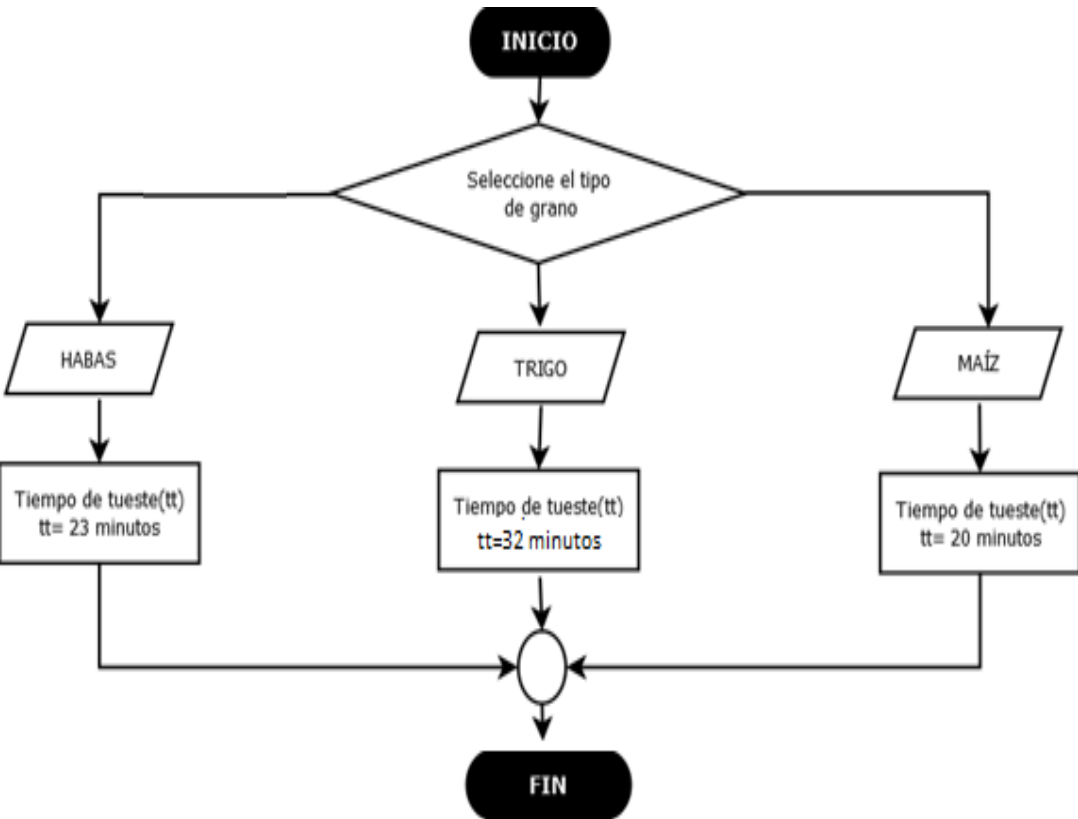 INICIO
Seleccione el tipo
de grano
HABAS
TRIGO
MAÍZ
Tiempo de tueste(tt)
tt= 23 minutos
Tiempo de tueste(tt)
tt=32 minutos
Tiempo de tueste(tt)
tt= 20 minutos
FIN